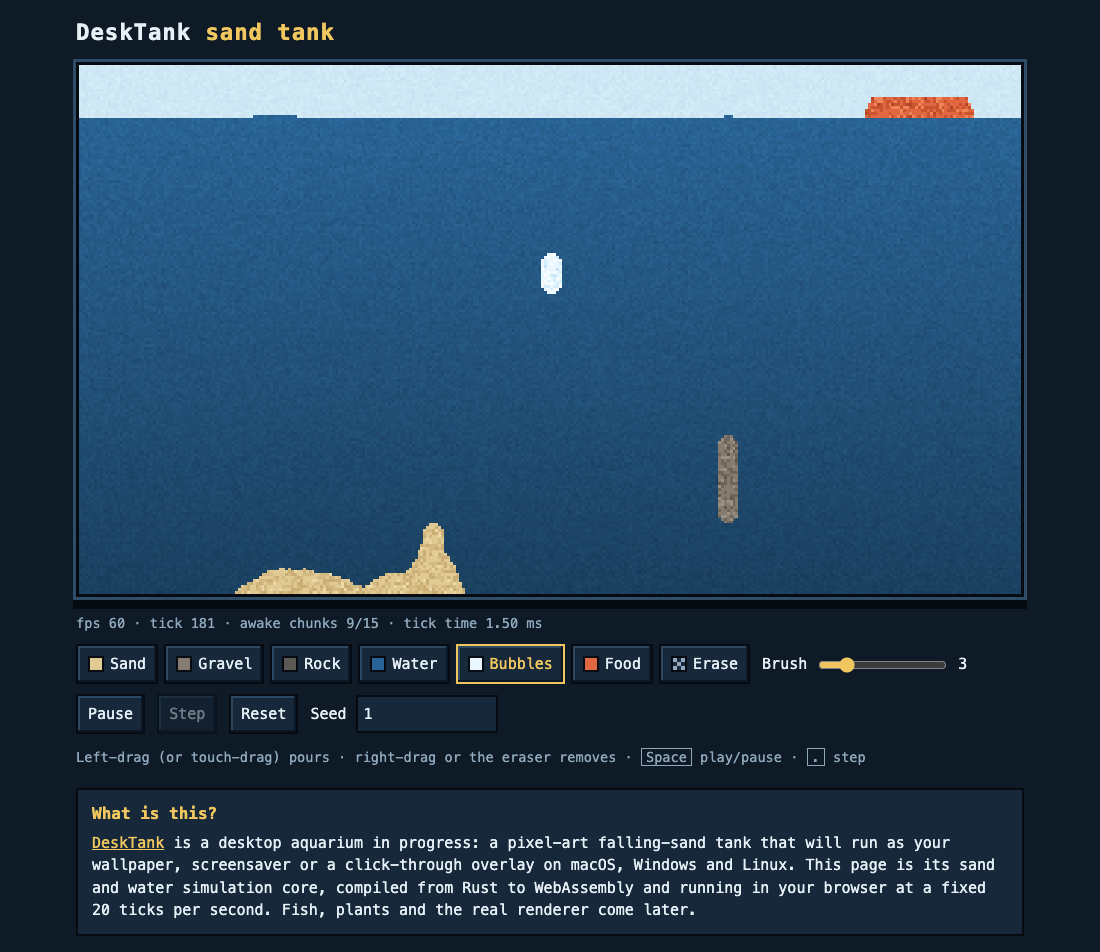 DeskTank sand tank
fps 60 · tick 181 · awake chunks 9/15 · tick time 1.50 ms
Sand Gravel Rock Water Bubbles Food Erase Brush 3
Pause Step Reset Seed 1
Left-drag (or touch-drag) pours · right-drag or the eraser removes · Space play/pause · . step
What is this?
DeskTank is a desktop aquarium in progress: a pixel-art falling-sand tank that will run as your
wallpaper, screensaver or a click-through overlay on macOS, Windows and Linux. This page is its sand
and water simulation core, compiled from Rust to WebAssembly and running in your browser at a fixed
20 ticks per second. Fish, plants and the real renderer come later.